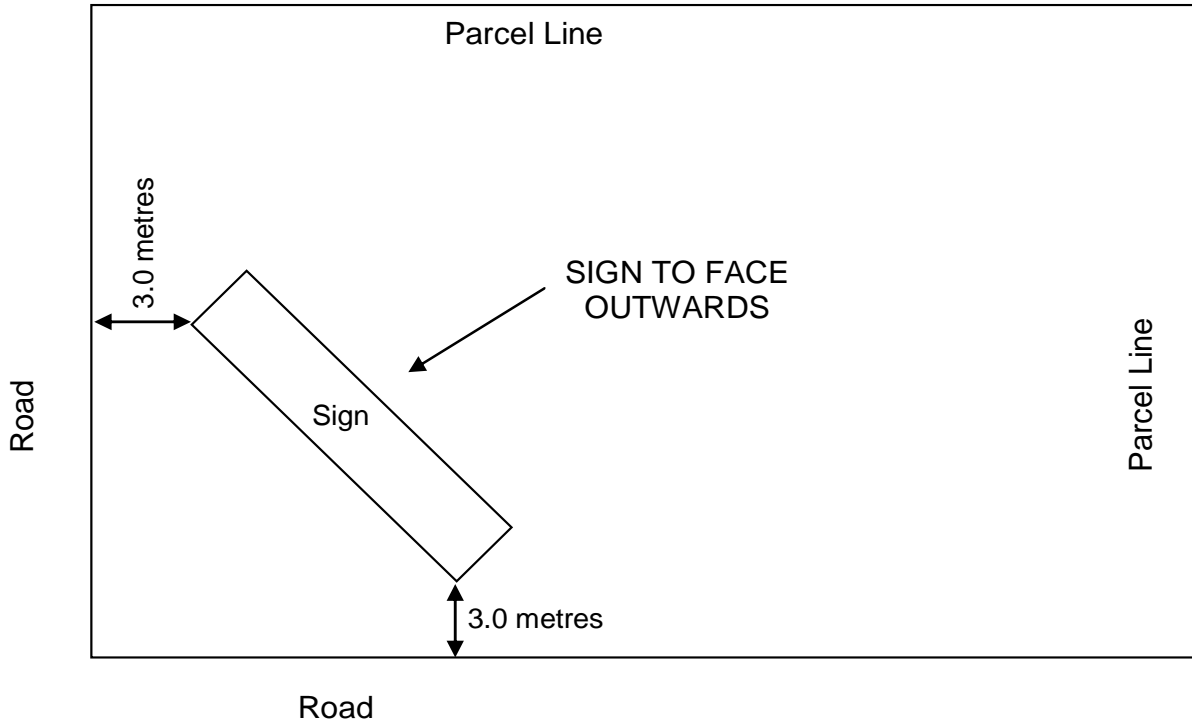 Parcel Line
3.0 metres
SIGN TO FACE
OUTWARDS
Parcel Line
Road
Sign
3.0 metres
Road